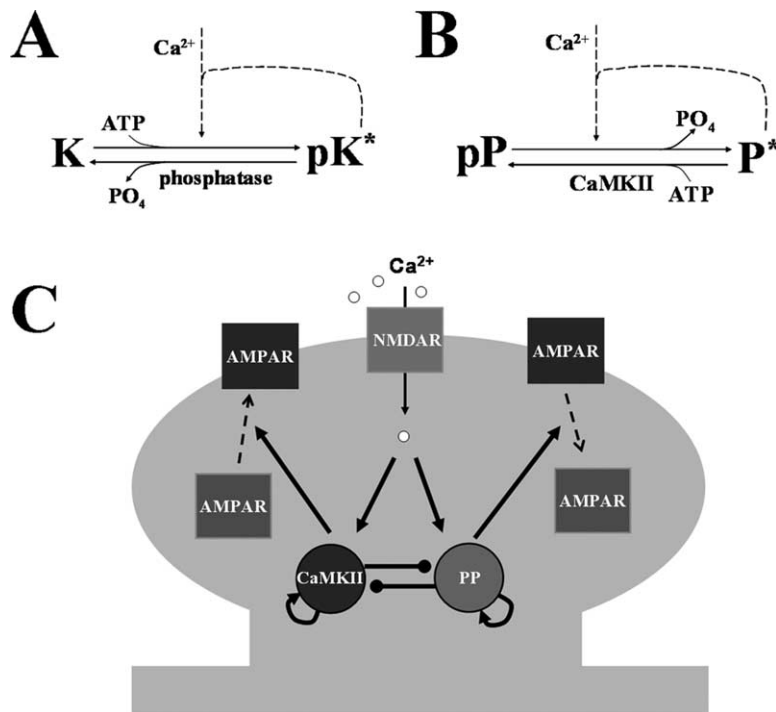 A
Ca²⁺
ATP
K
pK*
phosphatase
PO₄
B
Ca²⁺
PO₄
pP
P*
CaMKII
ATP
C
Ca²⁺
NMDAR
AMPAR
AMPAR
AMPAR
AMPAR
CaMKII
PP